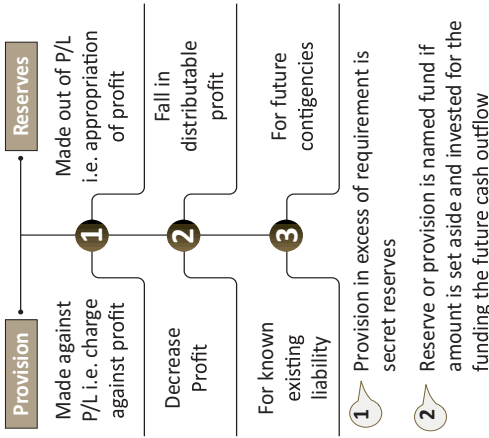 Provision
Reserves
Made against
P/L i.e. charge
against profit
1
Made out of P/L
i.e. appropriation
of profit
Decrease
Profit
2
Fall in
distributable
profit
For known
existing
liability
3
For future
contigencies
1 Provision in excess of requirement is
secret reserves
2 Reserve or provision is named fund if
amount is set aside and invested for the
funding the future cash outflow